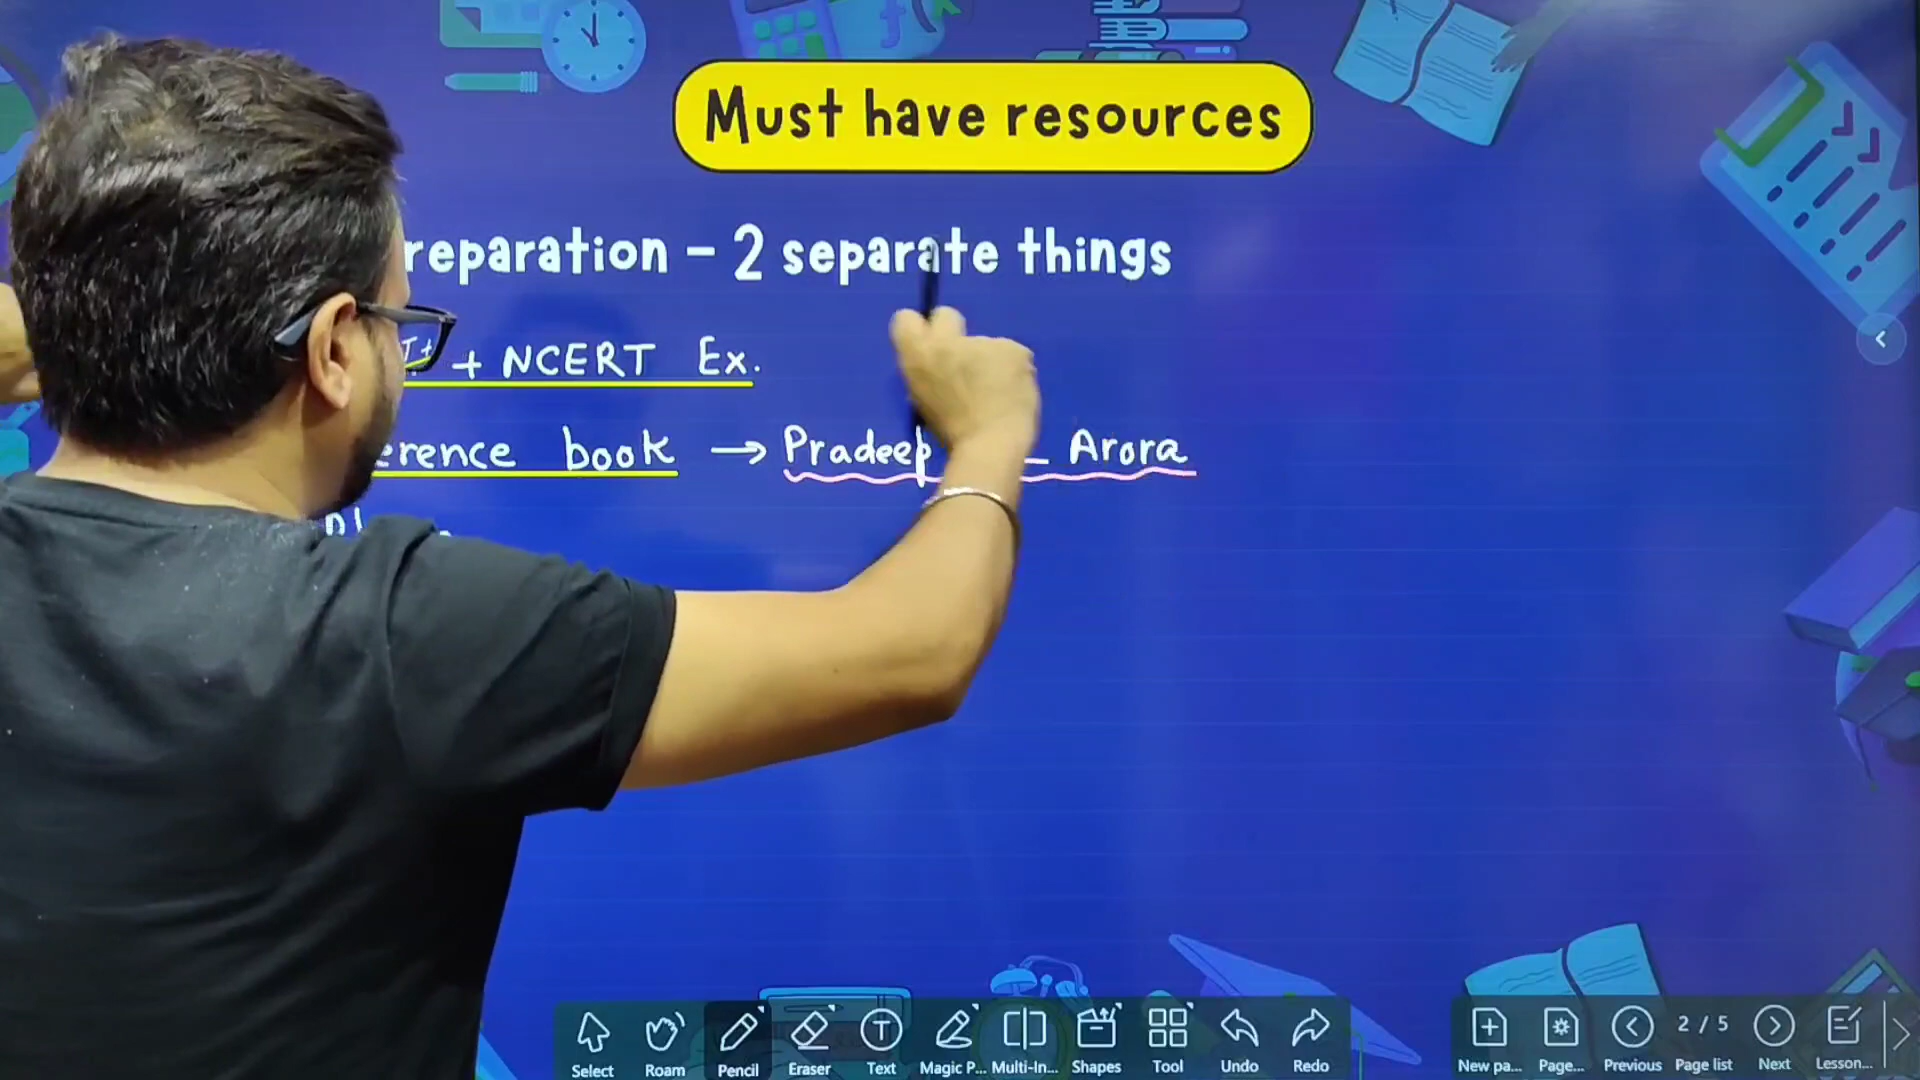 Must have resources
reparation - 2 separate things
T+ + NCERT Ex.
erence book → Pradeep Arora
Select Roam Pencil Eraser Text Magic P... Multi-In... Shapes Tool Undo Redo
New pa... Page... Previous 2 / 5 Page list Next Lesson...